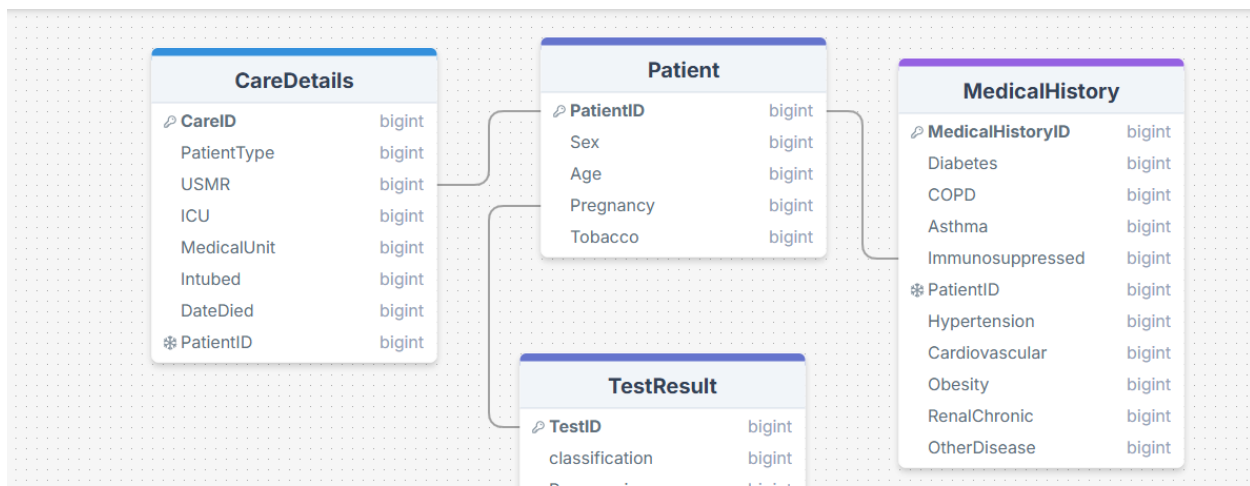 CareDetails
CareID bigint
PatientType bigint
USMR bigint
ICU bigint
MedicalUnit bigint
Intubed bigint
DateDied bigint
PatientID bigint
Patient
PatientID bigint
Sex bigint
Age bigint
Pregnancy bigint
Tobacco bigint
MedicalHistory
MedicalHistoryID bigint
Diabetes bigint
COPD bigint
Asthma bigint
Immunosuppressed bigint
PatientID bigint
Hypertension bigint
Cardiovascular bigint
Obesity bigint
RenalChronic bigint
OtherDisease bigint
TestResult
TestID bigint
classification bigint